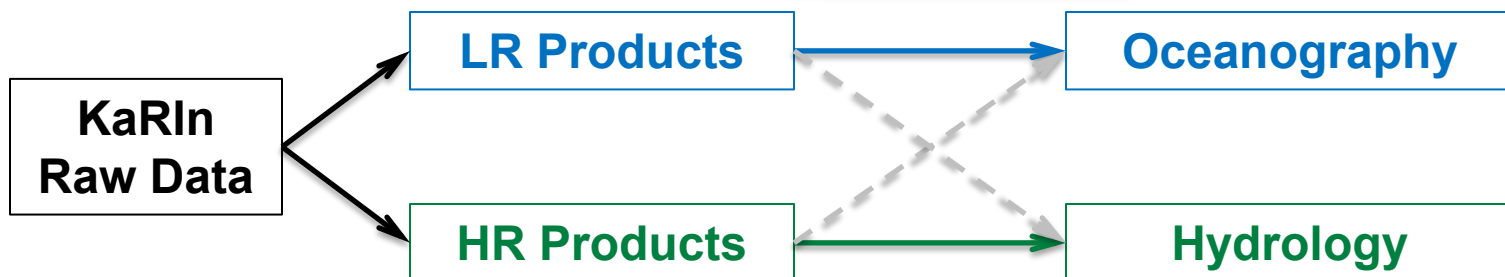 LR Products
Oceanography
KaRIn
Raw Data
HR Products
Hydrology